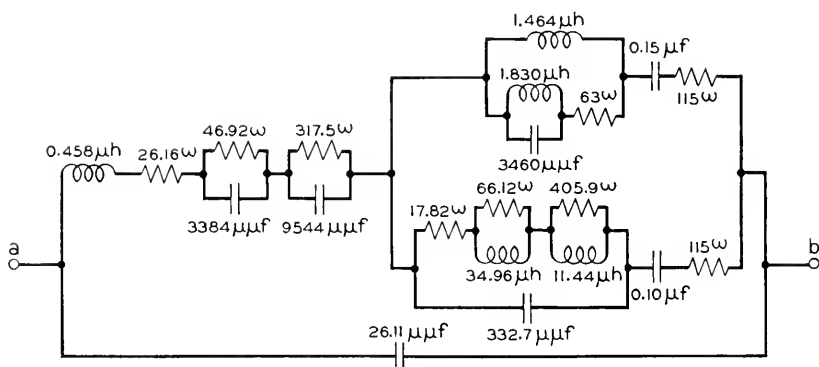 1.464μh
0.15μf
1.830μh
63ω
115ω
3460μμf
0.458μh
26.16ω
46.92ω
317.5ω
3384μμf
9544μμf
66.12ω
405.9ω
17.82ω
34.96μh
11.44μh
115ω
0.10μf
332.7μμf
26.11μμf
a
b